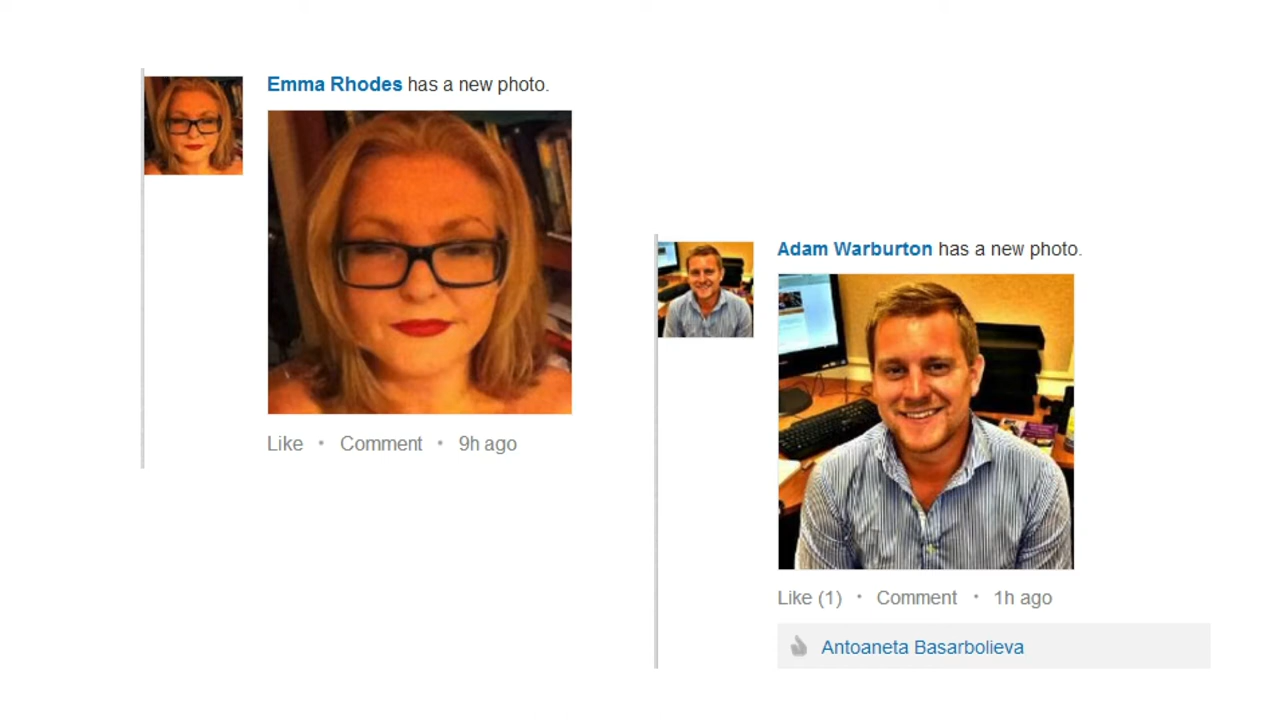 Emma Rhodes has a new photo.
Like • Comment • 9h ago
Adam Warburton has a new photo.
Like (1) • Comment • 1h ago
Antoaneta Basarbolieva